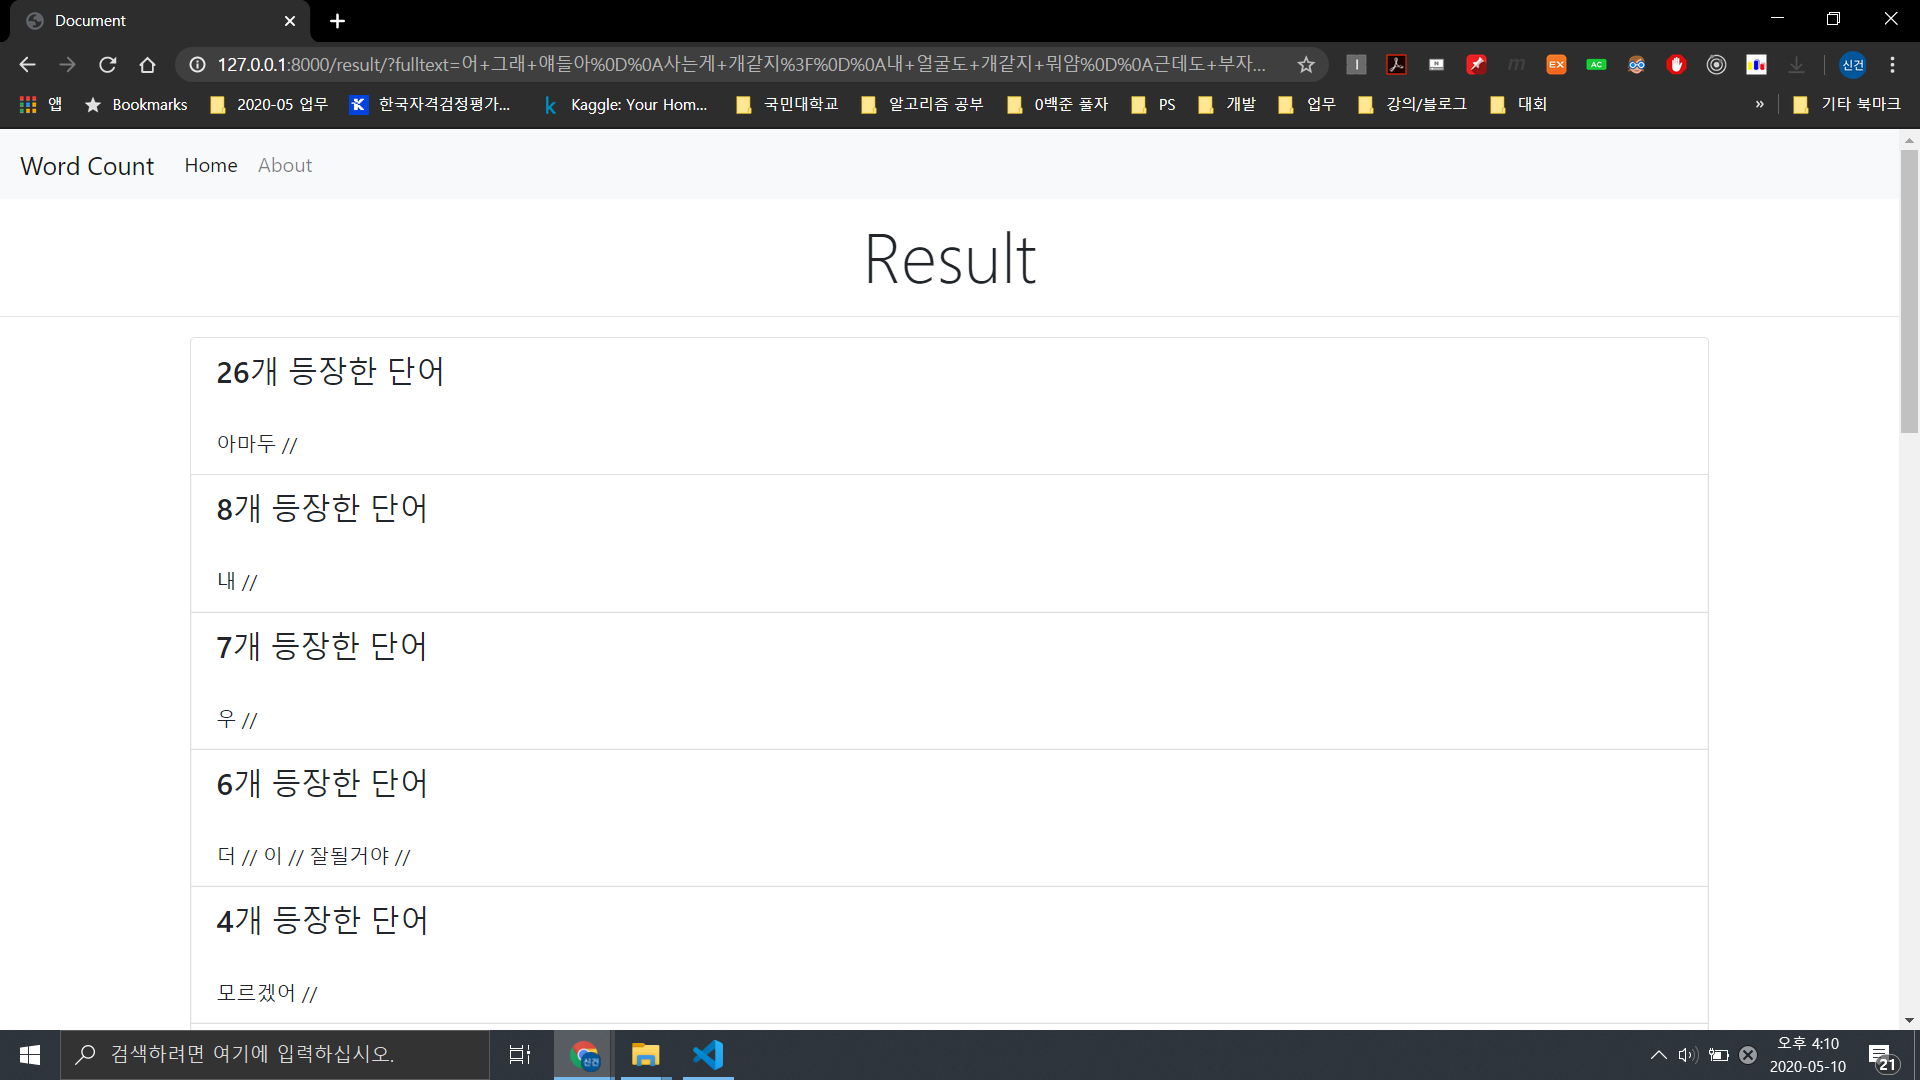 Document
127.0.0.1:8000/result/?fulltext=어+그래+얘들아%0D%0A사는게+개같지%3F%0D%0A내+얼굴도+개같지+뭐얌%0D%0A근데도+부자...
신건
앱 Bookmarks 2020-05 업무 한국자격검정평가... Kaggle: Your Hom... 국민대학교 알고리즘 공부 0백준 풀자 PS 개발 업무 강의/블로그 대회 » 기타 북마크
Word Count Home About
Result
26개 등장한 단어
아마두 //
8개 등장한 단어
내 //
7개 등장한 단어
우 //
6개 등장한 단어
더 // 이 // 잘될거야 //
4개 등장한 단어
모르겠어 //
검색하려면 여기에 입력하십시오.
오후 4:10
2020-05-10
21